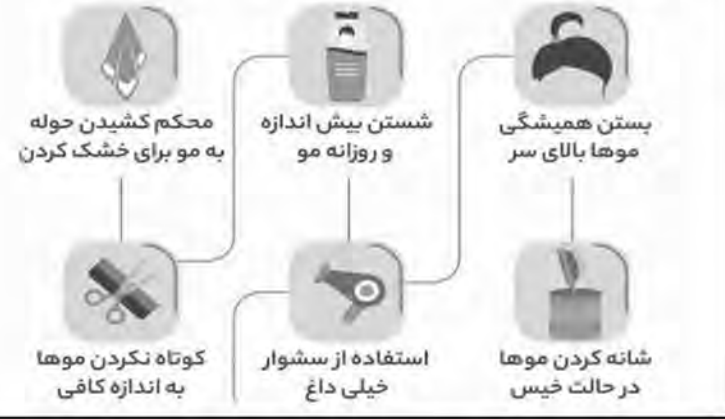 بستن همیشگی
موها بالای سر
شستن بیش اندازه
و روزانه مو
محکم کشیدن حوله
به مو برای خشک کردن
شانه کردن موها
در حالت خیس
استفاده از سشوار
خیلی داغ
کوتاه نکردن موها
به اندازه کافی